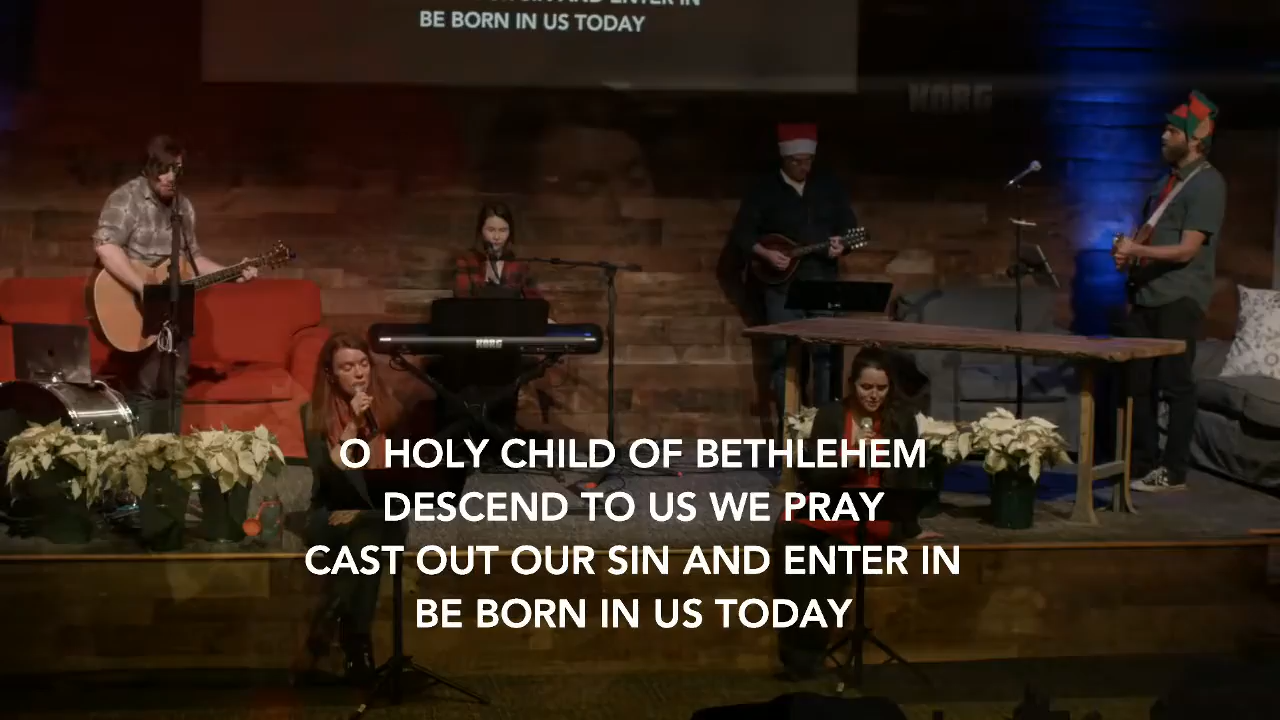 BE BORN IN US TODAY
KORG
KORG
O HOLY CHILD OF BETHLEHEM
DESCEND TO US WE PRAY
CAST OUT OUR SIN AND ENTER IN
BE BORN IN US TODAY